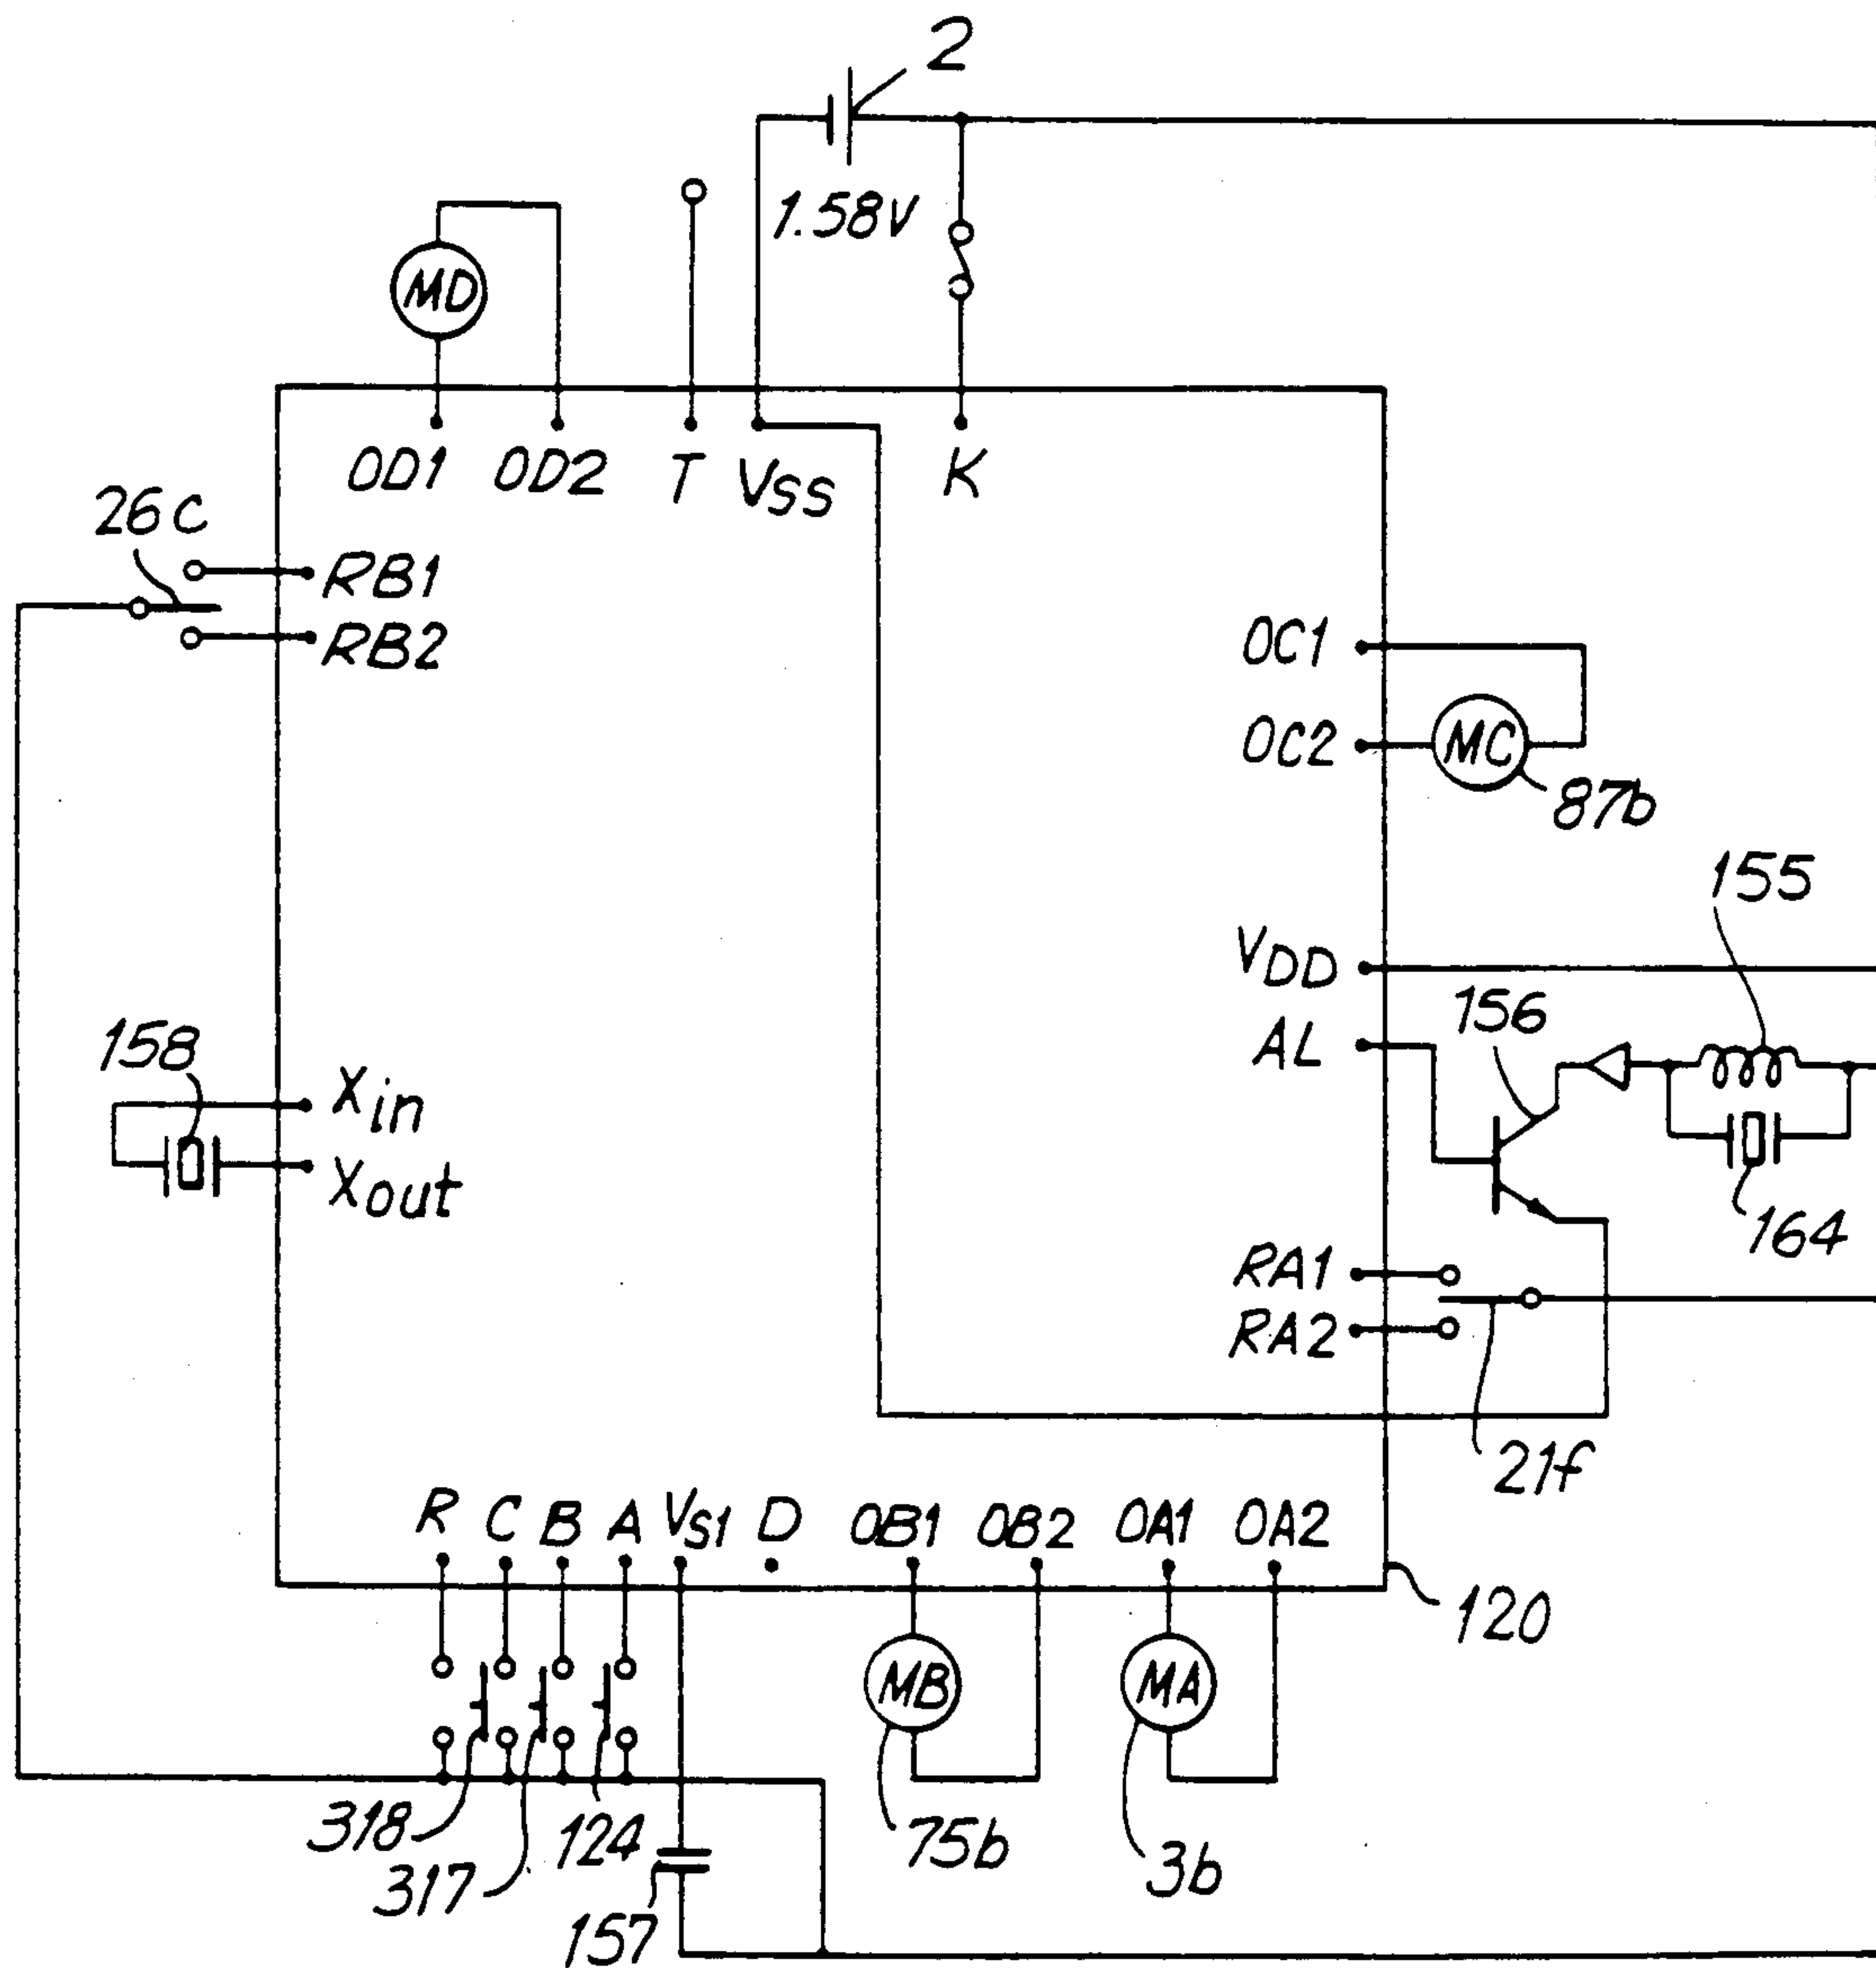 2
1.58V
MD
OD1 OD2 T VSS K
26c
RB1
RB2
OC1
OC2
MC
87b
155
VDD
156
AL
158
Xin
Xout
164
RA1
RA2
21f
R C B A VS1 D OB1 OB2 OA1 OA2
120
MB
MA
318
317
124
157
75b
3b